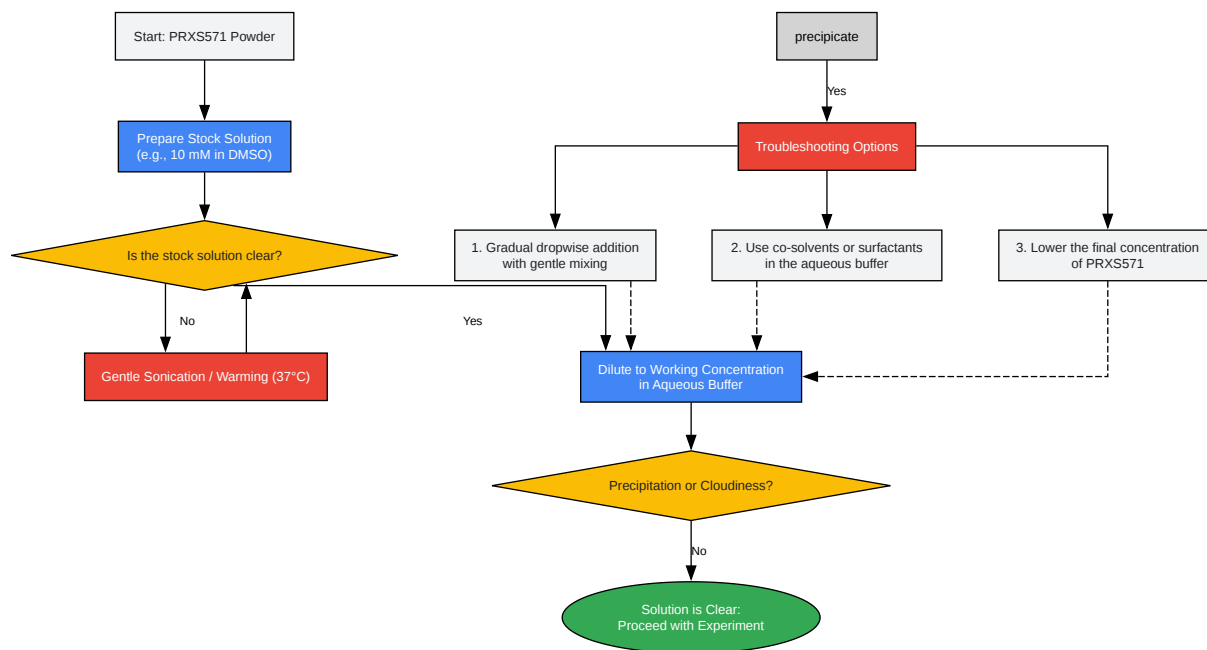 Start: PRXS571 Powder
precipicate
Yes
Prepare Stock Solution
(e.g., 10 mM in DMSO)
Troubleshooting Options
Is the stock solution clear?
1. Gradual dropwise addition
with gentle mixing
2. Use co-solvents or surfactants
in the aqueous buffer
3. Lower the final concentration
of PRXS571
No
Yes
Gentle Sonication / Warming (37°C)
Dilute to Working Concentration
in Aqueous Buffer
Precipitation or Cloudiness?
No
Solution is Clear:
Proceed with Experiment